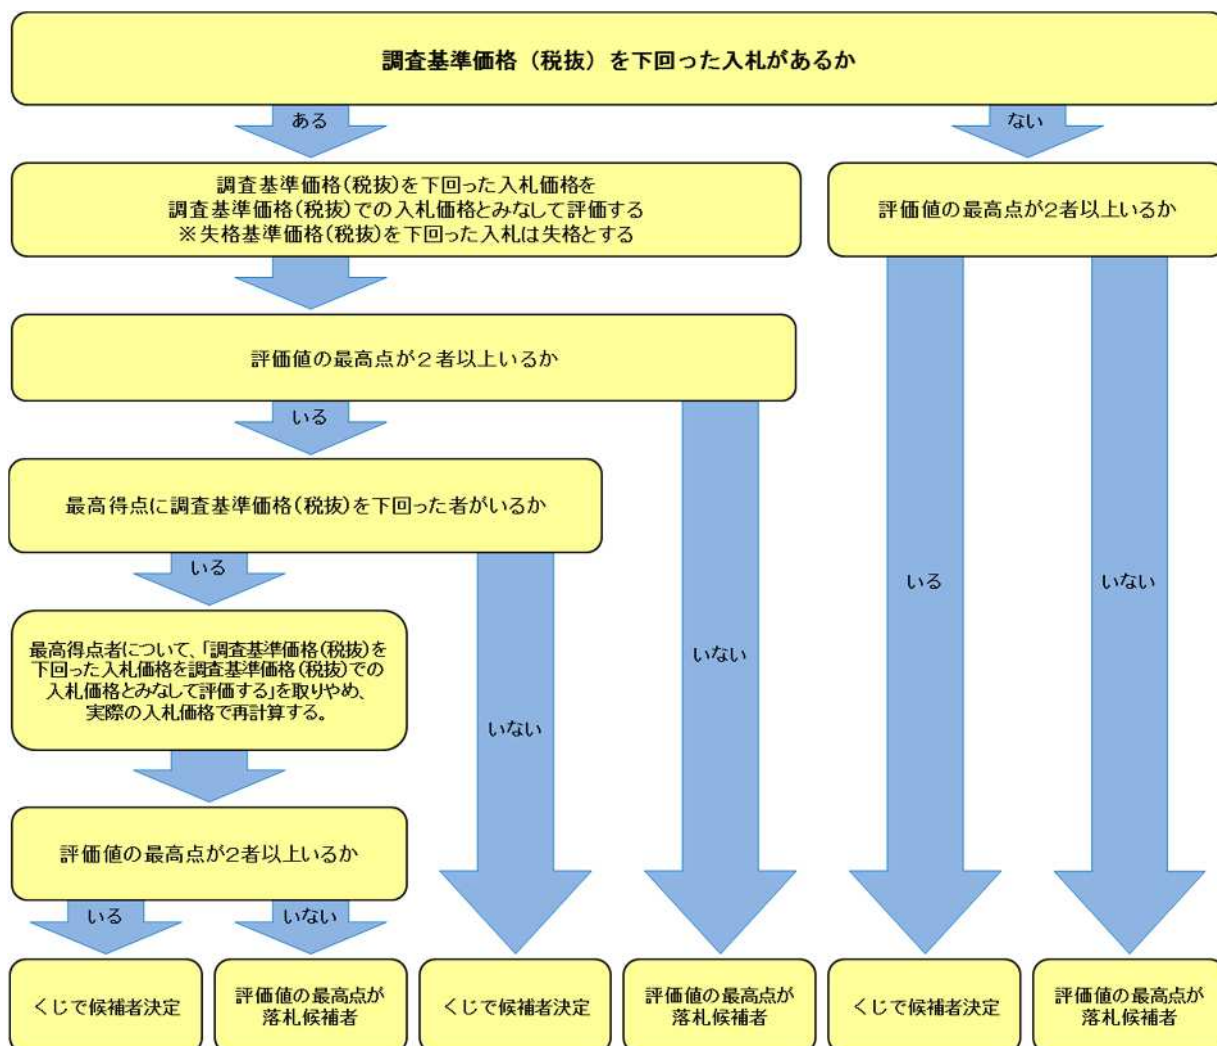 調査基準価格（税抜）を下回った入札があるか
ある
ない
調査基準価格(税抜)を下回った入札価格を
調査基準価格(税抜)での入札価格とみなして評価する
※失格基準価格(税抜)を下回った入札は失格とする
評価値の最高点が2者以上いるか
評価値の最高点が２者以上いるか
いる
いない
最高得点に調査基準価格(税抜)を下回った者がいるか
いる
いない
いる
いない
最高得点者について、「調査基準価格(税抜)を
下回った入札価格を調査基準価格(税抜)での
入札価格とみなして評価する」を取りやめ、
実際の入札価格で再計算する。
評価値の最高点が2者以上いるか
いる
いない
くじで候補者決定
評価値の最高点が
落札候補者
くじで候補者決定
評価値の最高点が
落札候補者
くじで候補者決定
評価値の最高点が
落札候補者